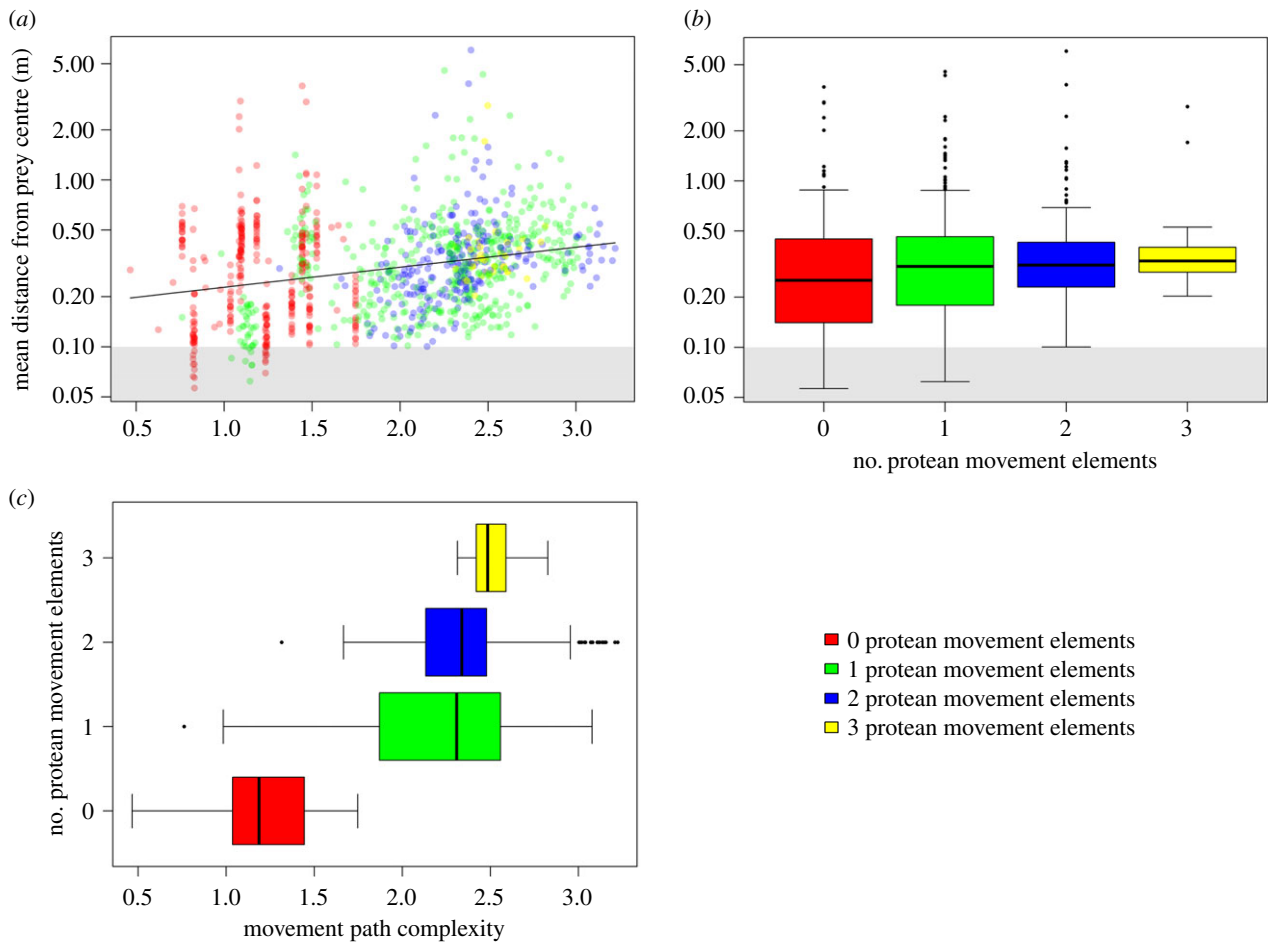 (a)
mean distance from prey centre (m)
5.00
2.00
1.00
0.50
0.20
0.10
0.05
0.5 1.0 1.5 2.0 2.5 3.0
(b)
5.00
2.00
1.00
0.50
0.20
0.10
0.05
0 1 2 3
no. protean movement elements
(c)
no. protean movement elements
3
2
1
0
0.5 1.0 1.5 2.0 2.5 3.0
movement path complexity
0 protean movement elements
1 protean movement elements
2 protean movement elements
3 protean movement elements